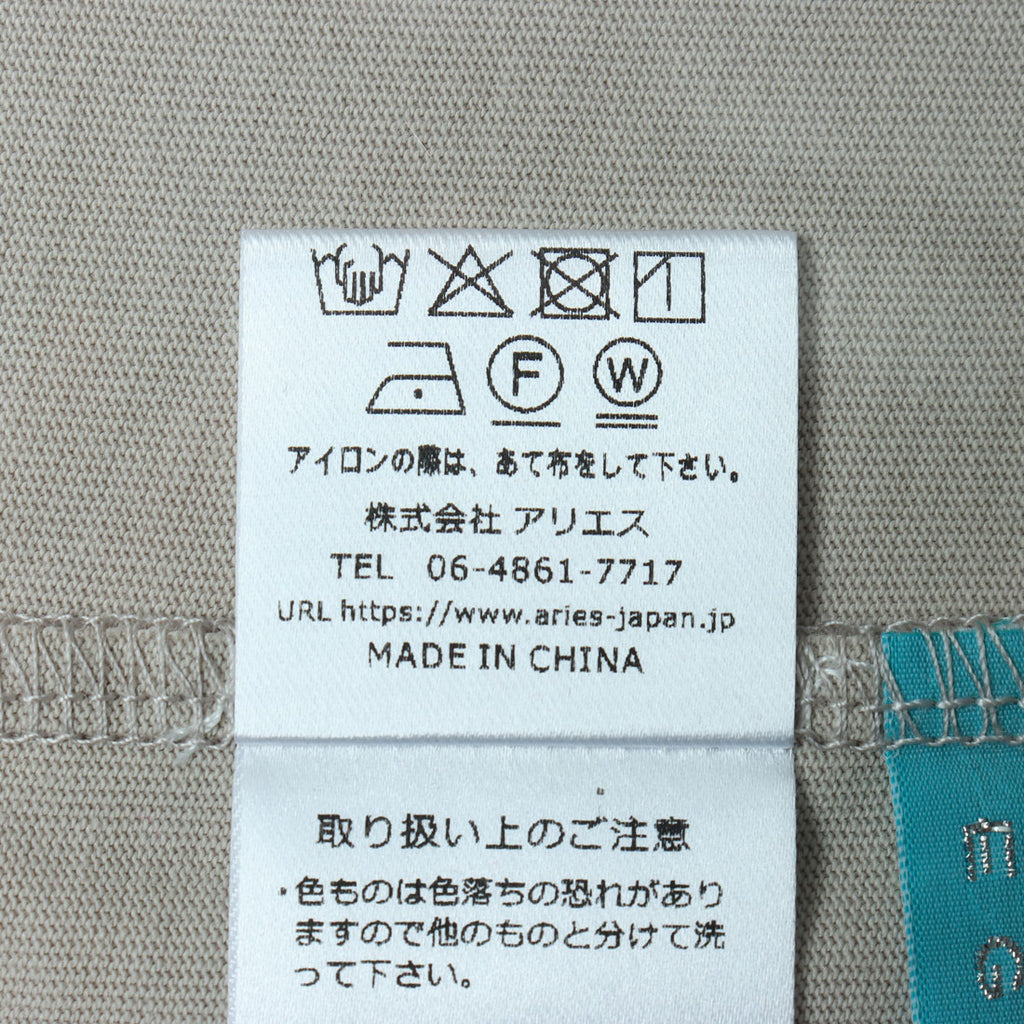 F W
アイロンの際は、あて布をして下さい。
株式会社 アリエス
TEL 06-4861-7717
URL https://www.aries-japan.jp
MADE IN CHINA
取り扱い上のご注意
・色ものは色落ちの恐れがあり
ますので他のものと分けて洗
って下さい。
E
G